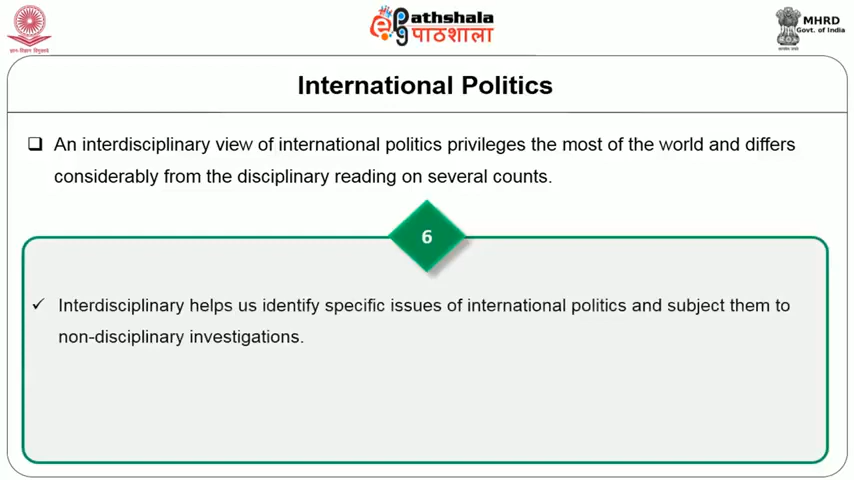 ePathshala
पाठशाला
MHRD
Govt. of India
International Politics
An interdisciplinary view of international politics privileges the most of the world and differs
considerably from the disciplinary reading on several counts.
6
Interdisciplinary helps us identify specific issues of international politics and subject them to
non-disciplinary investigations.